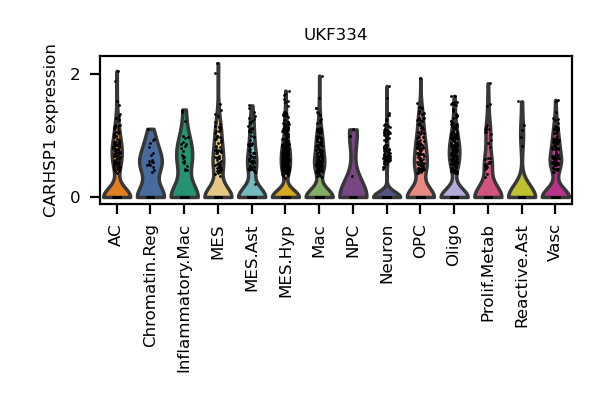 UKF334
CARHSP1 expression
2
0
AC
Chromatin.Reg
Inflammatory.Mac
MES
MES.Ast
MES.Hyp
Mac
NPC
Neuron
OPC
Oligo
Prolif.Metab
Reactive.Ast
Vasc